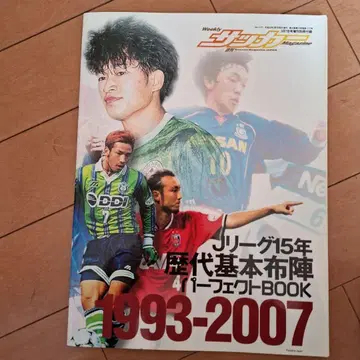 Weekly
サッカー
Magazine
DDI
10
Jリーグ15年
歴代基本布陣
パーフェクトBOOK
1993-2007